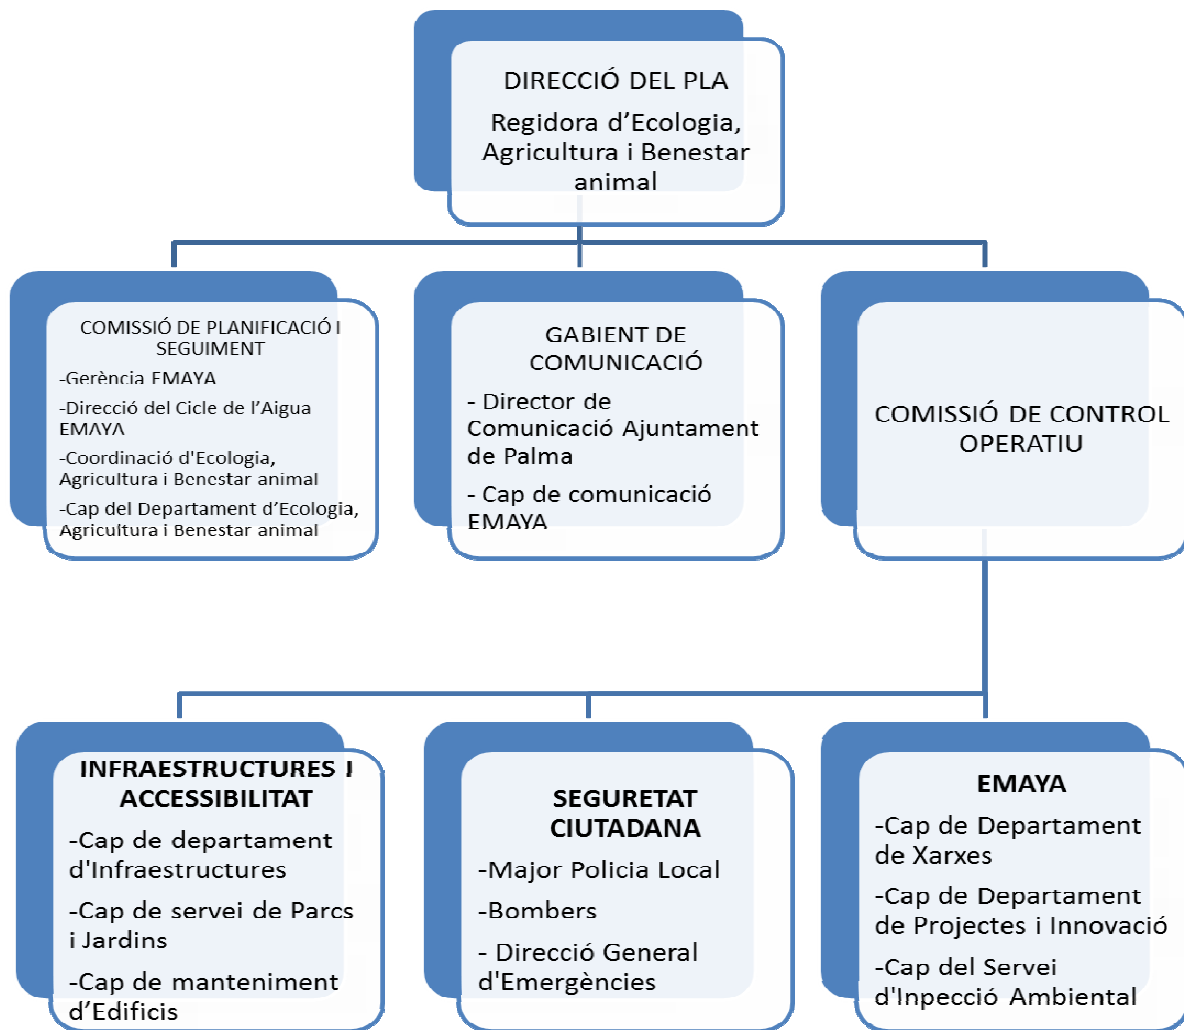 DIRECCIÓ DEL PLA
Regidora d’Ecologia,
Agricultura i Benestar
animal
COMISSIÓ DE PLANIFICACIÓ I
SEGUIMENT
-Gerència EMAYA
-Direcció del Cicle de l’Aigua
EMAYA
-Coordinació d'Ecologia,
Agricultura i Benestar animal
-Cap del Departament d’Ecologia,
Agricultura i Benestar animal
GABIENT DE
COMUNICACIÓ
- Director de
Comunicació Ajuntament
de Palma
- Cap de comunicació
EMAYA
COMISSIÓ DE CONTROL
OPERATIU
INFRAESTRUCTURES I
ACCESSIBILITAT
-Cap de departament
d'Infraestructures
-Cap de servei de Parcs
i Jardins
-Cap de manteniment
d’Edificis
SEGURETAT
CIUTADANA
-Major Policia Local
-Bombers
- Direcció General
d'Emergències
EMAYA
-Cap de Departament
de Xarxes
-Cap de Departament
de Projectes i Innovació
-Cap del Servei
d'Inpecció Ambiental